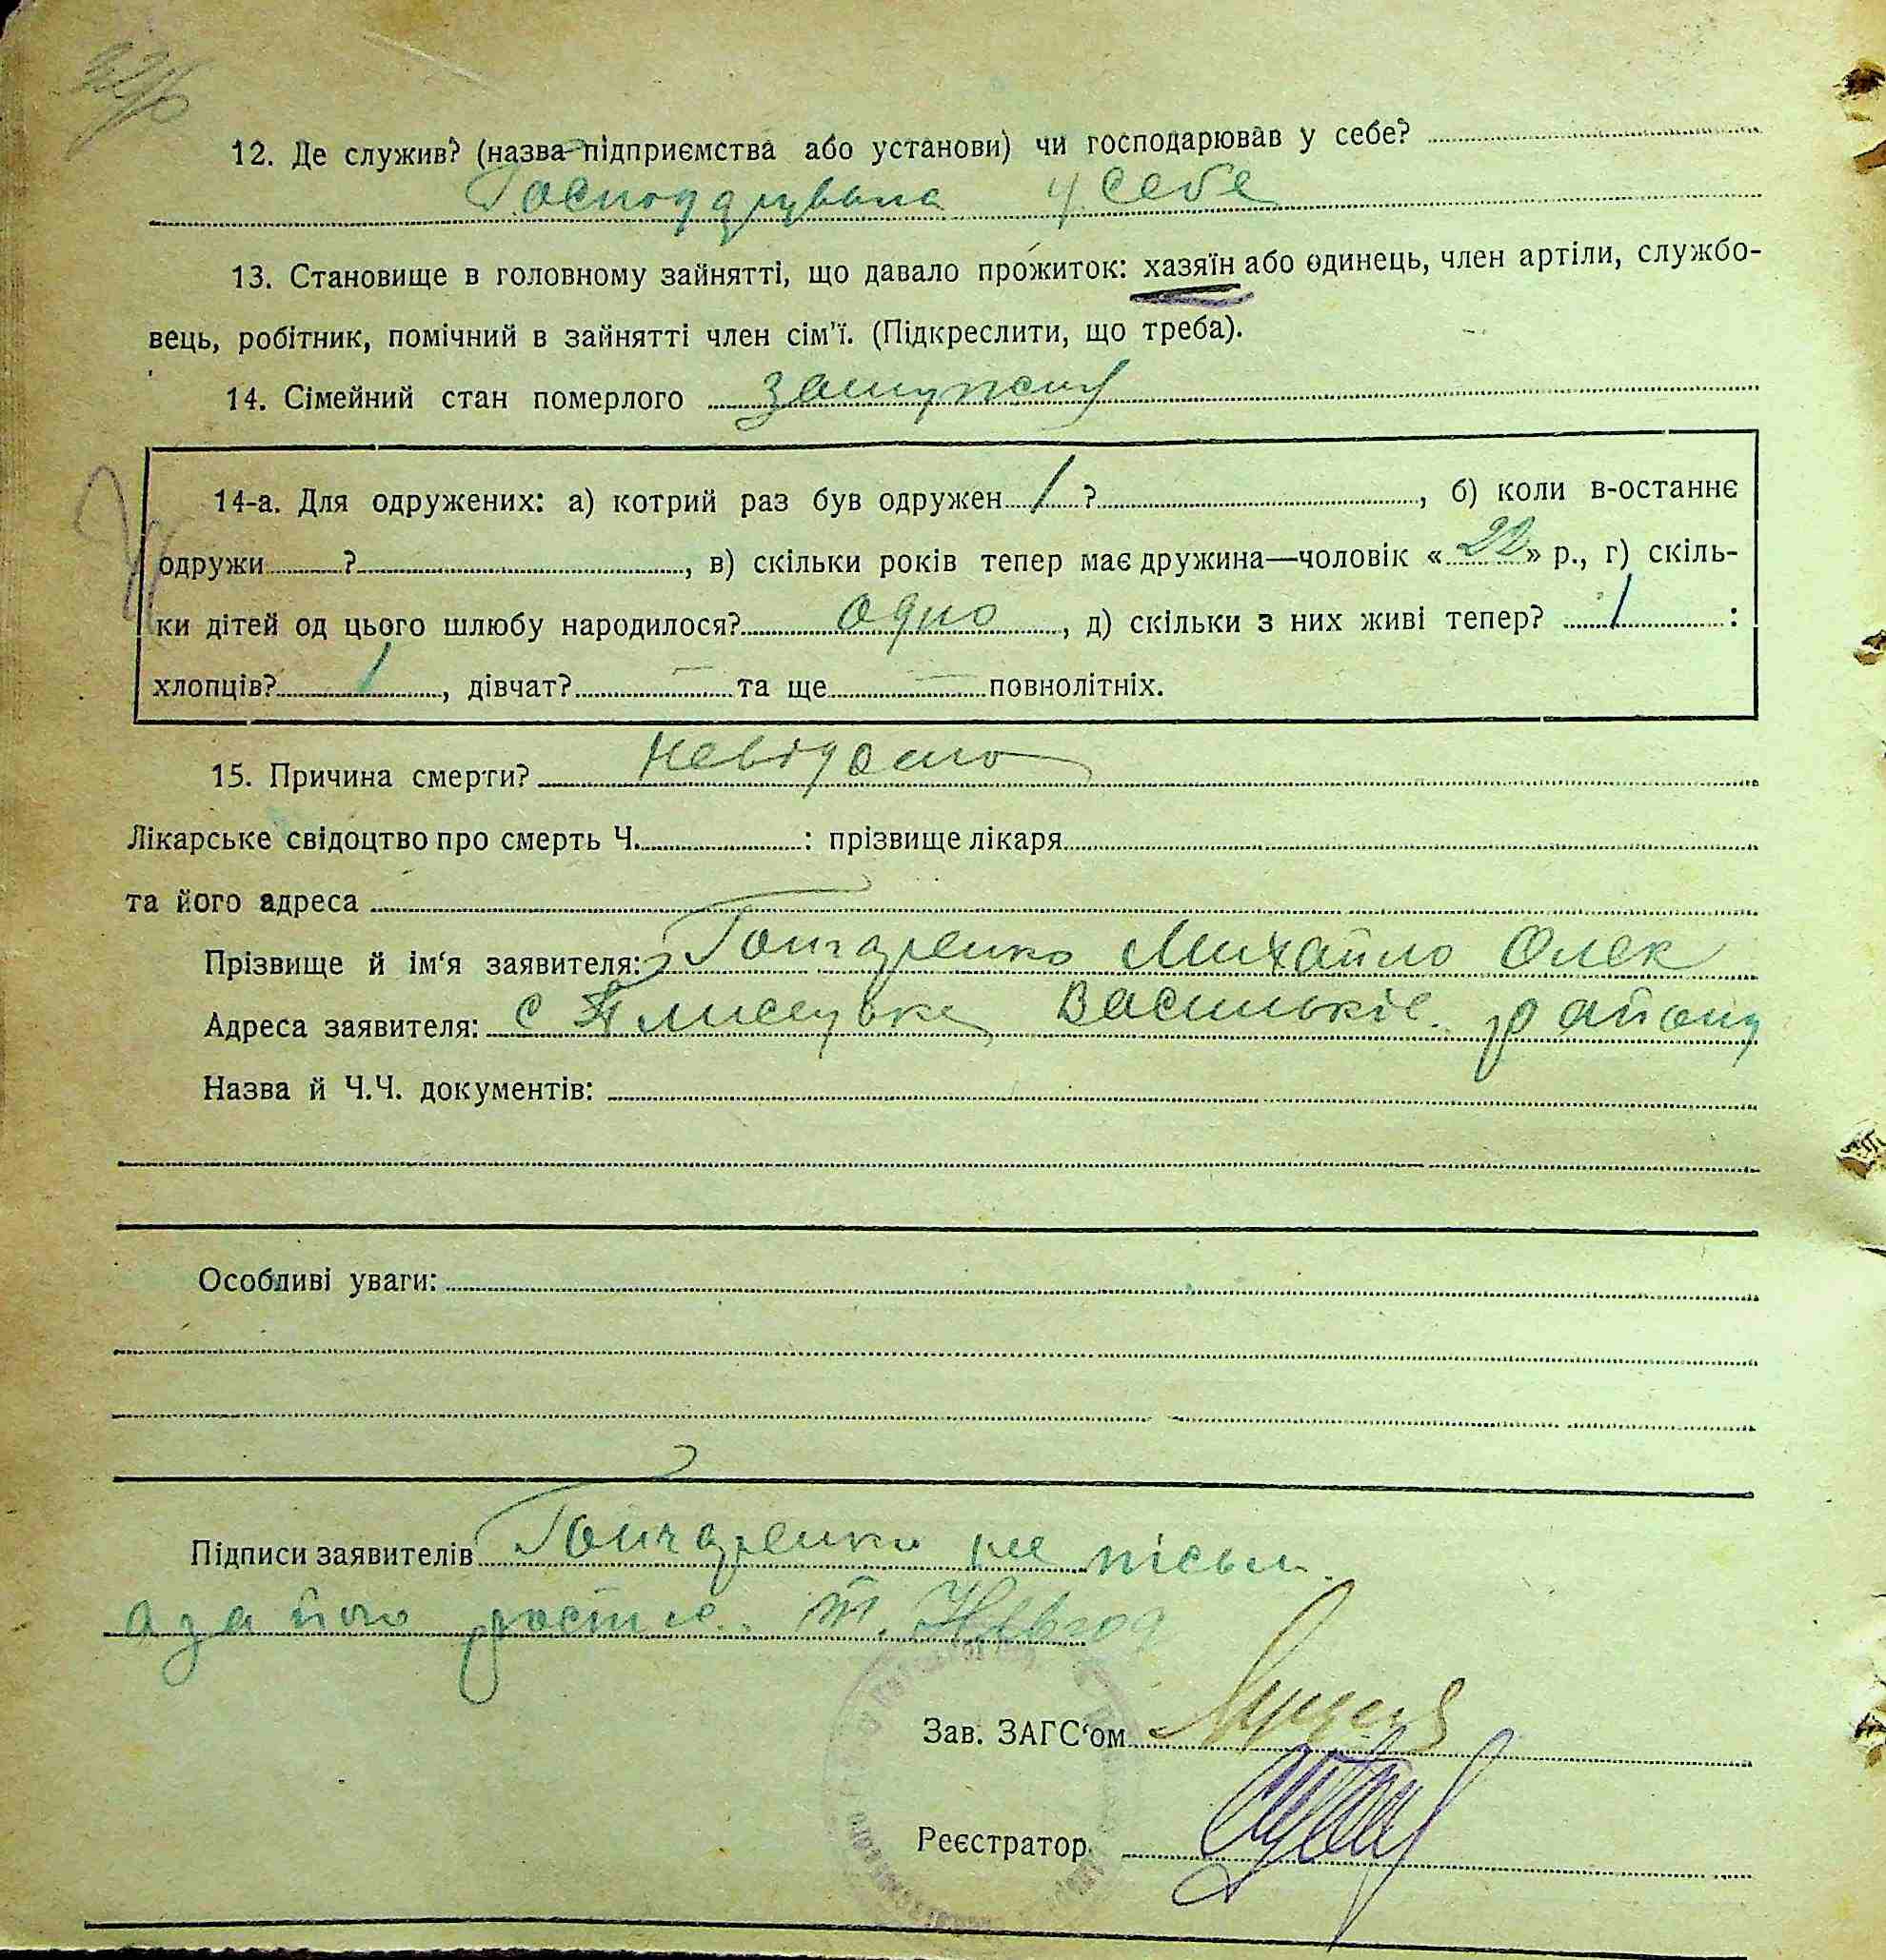 12. Де служив? (назва підприємства або установи) чи господарював у себе?
Господарувала у себе
13. Становище в головному зайнятті, що давало прожиток: хазяїн або одинець, член артіли, службо-
вець, робітник, помічний в зайнятті член сім'ї. (Підкреслити, що треба).
14. Сімейний стан померлого замужня
14-а. Для одружених: а) котрий раз був одружен 1 ?, б) коли в-останнє
одружи ?, в) скільки років тепер має дружина—чоловік « 22 » р., г) скіль-
ки дітей од цього шлюбу народилося? одно, д) скільки з них живі тепер? 1 :
хлопців? 1, дівчат? — та ще — повнолітніх.
15. Причина смерти? Невідомо
Лікарське свідоцтво про смерть Ч. : прізвище лікаря
та його адреса
Прізвище й ім'я заявителя: Гончаренко Михайло Олек
Адреса заявителя: с Васильків. району
Назва й Ч.Ч. документів:
Особливі уваги:
Підписи заявителів Гончаренко не письм.
а за його
Зав. ЗАГС'ом
Реєстратор